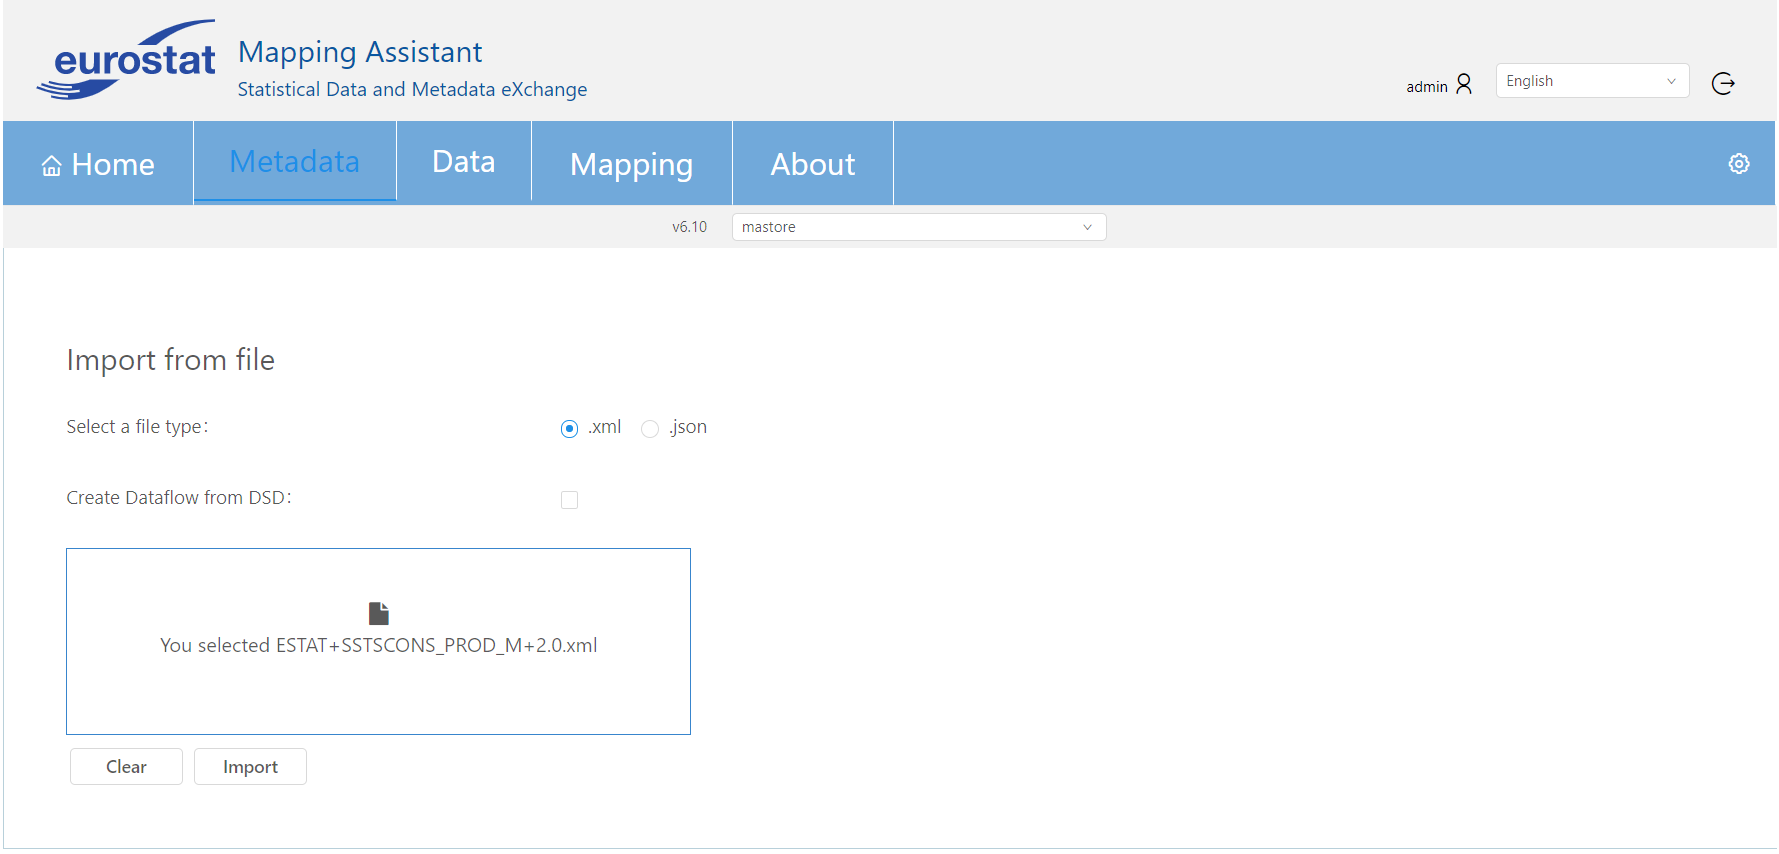 eurostat
Mapping Assistant
Statistical Data and Metadata eXchange
admin
English
Home
Metadata
Data
Mapping
About
v6.10
mastore
Import from file
Select a file type:
.xml
.json
Create Dataflow from DSD:
You selected ESTAT+SSTSCONS_PROD_M+2.0.xml
Clear
Import